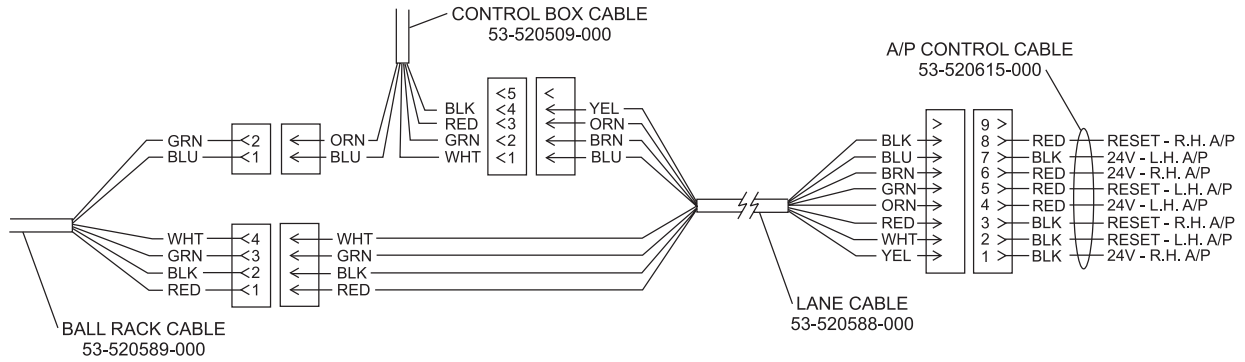 CONTROL BOX CABLE
53-520509-000
A/P CONTROL CABLE
53-520615-000
GRN <2
BLU <1
ORN
BLU
BLK
RED
GRN
WHT
<5
<4
<3
<2
<1
<
YEL
ORN
BRN
BLU
WHT <4
GRN <3
BLK <2
RED <1
WHT
GRN
BLK
RED
BLK
BLU
BRN
GRN
ORN
RED
WHT
YEL
>
9 >
8 > RED RESET - R.H. A/P
7 > BLK 24V - L.H. A/P
6 > RED 24V - R.H. A/P
5 > RED RESET - L.H. A/P
4 > RED 24V - L.H. A/P
3 > BLK RESET - R.H. A/P
2 > BLK RESET - L.H. A/P
1 > BLK 24V - R.H. A/P
LANE CABLE
53-520588-000
BALL RACK CABLE
53-520589-000